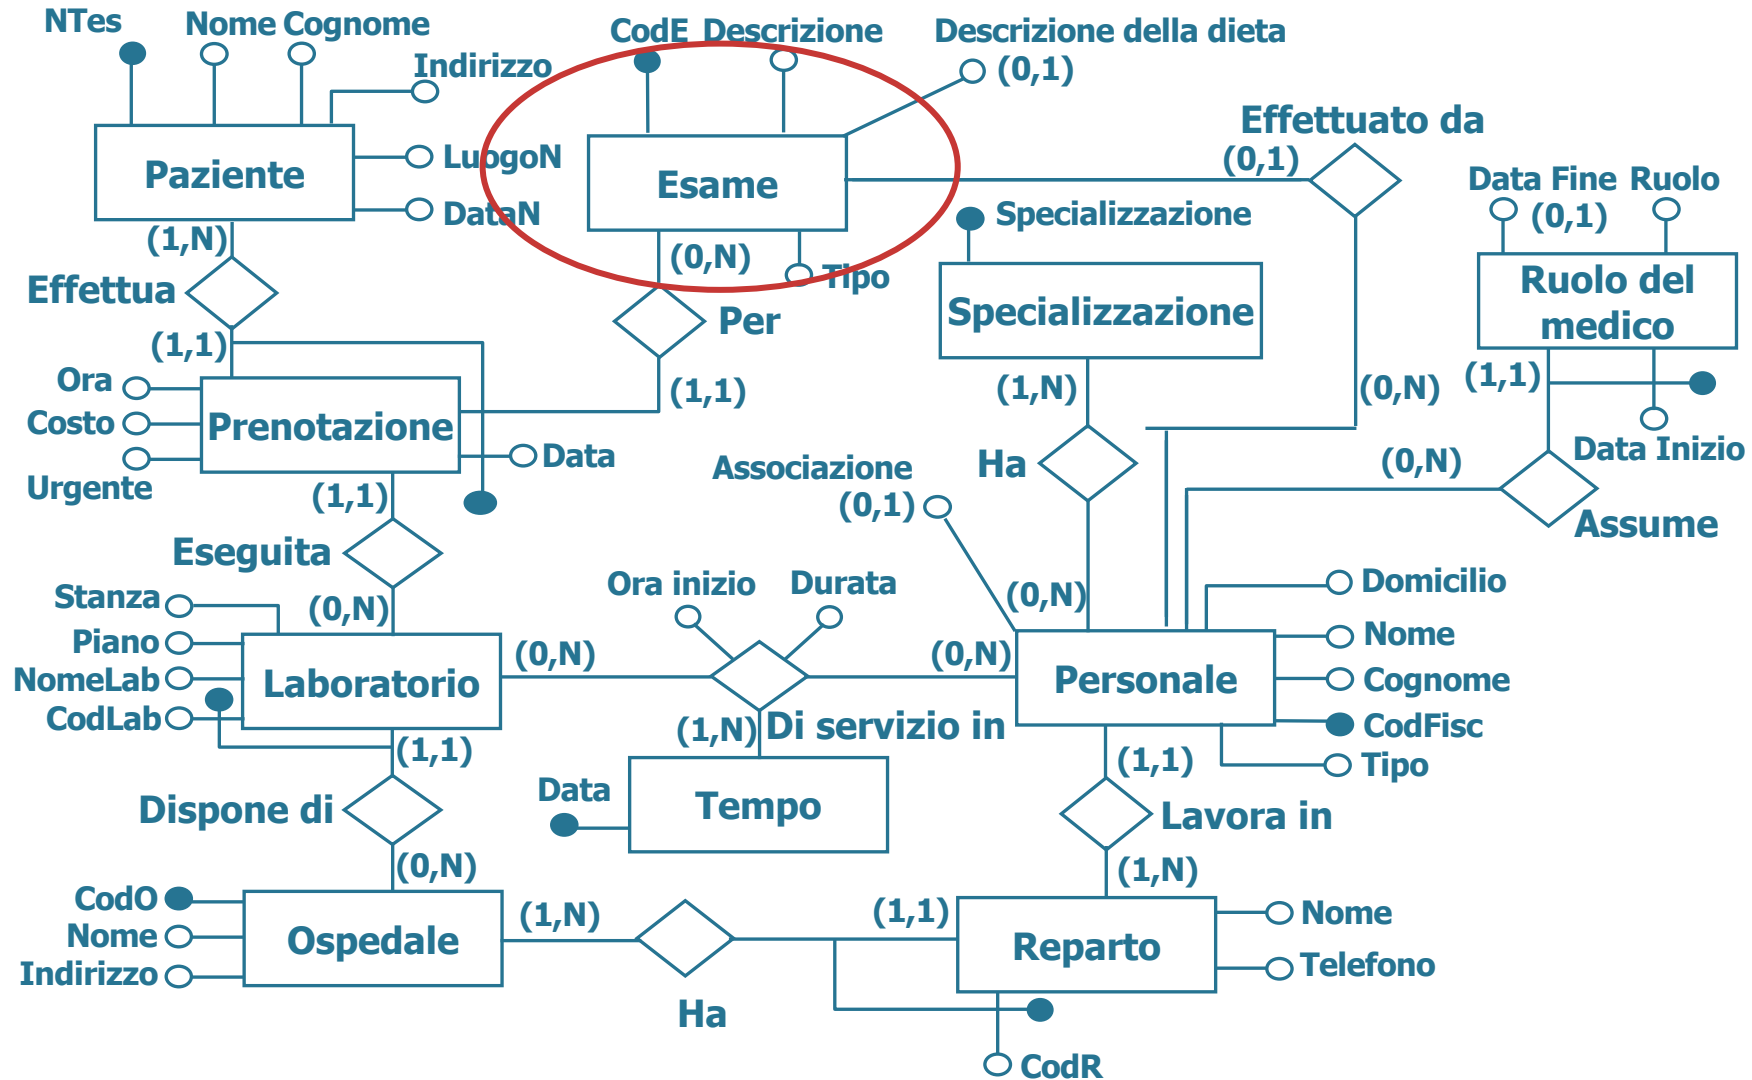 NTes
Nome Cognome
Indirizzo
Paziente
LuogoN
DataN
(1,N)
Effettua
(1,1)
CodE Descrizione
Descrizione della dieta
(0,1)
Esame
(0,N)
Tipo
Per
(1,1)
Effettuato da
(0,1)
(0,N)
Specializzazione
Specializzazione
(1,N)
Ha
(0,N)
Data Fine Ruolo
(0,1)
Ruolo del
medico
(1,1)
Data Inizio
(0,N)
Assume
Ora
Costo
Urgente
Prenotazione
Data
(1,1)
Eseguita
(0,N)
Associazione
(0,1)
Stanza
Piano
NomeLab
CodLab
Laboratorio
(0,N)
Ora inizio
Durata
(0,N)
Di servizio in
(1,N)
Data
Tempo
Personale
Domicilio
Nome
Cognome
CodFisc
Tipo
(1,1)
Lavora in
(1,N)
(1,1)
Dispone di
(0,N)
CodO
Nome
Indirizzo
Ospedale
(1,N)
Ha
(1,1)
Reparto
Nome
Telefono
CodR